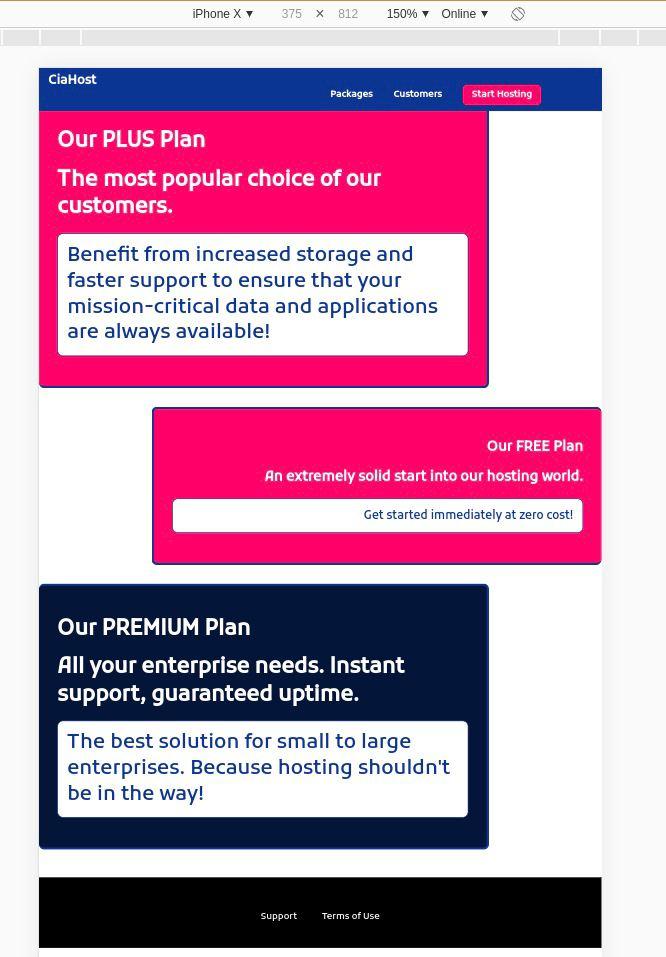 iPhone X ▼ 375 × 812 150% ▼ Online ▼
CiaHost
Packages Customers Start Hosting
Our PLUS Plan
The most popular choice of our
customers.
Benefit from increased storage and
faster support to ensure that your
mission-critical data and applications
are always available!
Our FREE Plan
An extremely solid start into our hosting world.
Get started immediately at zero cost!
Our PREMIUM Plan
All your enterprise needs. Instant
support, guaranteed uptime.
The best solution for small to large
enterprises. Because hosting shouldn't
be in the way!
Support Terms of Use